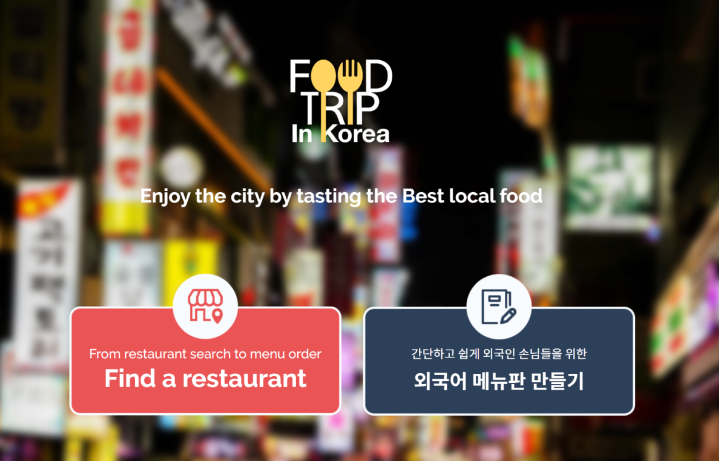 FOOD
TRIP
In Korea
Enjoy the city by tasting the Best local food
From restaurant search to menu order
Find a restaurant
간단하고 쉽게 외국인 손님들을 위한
외국어 메뉴판 만들기